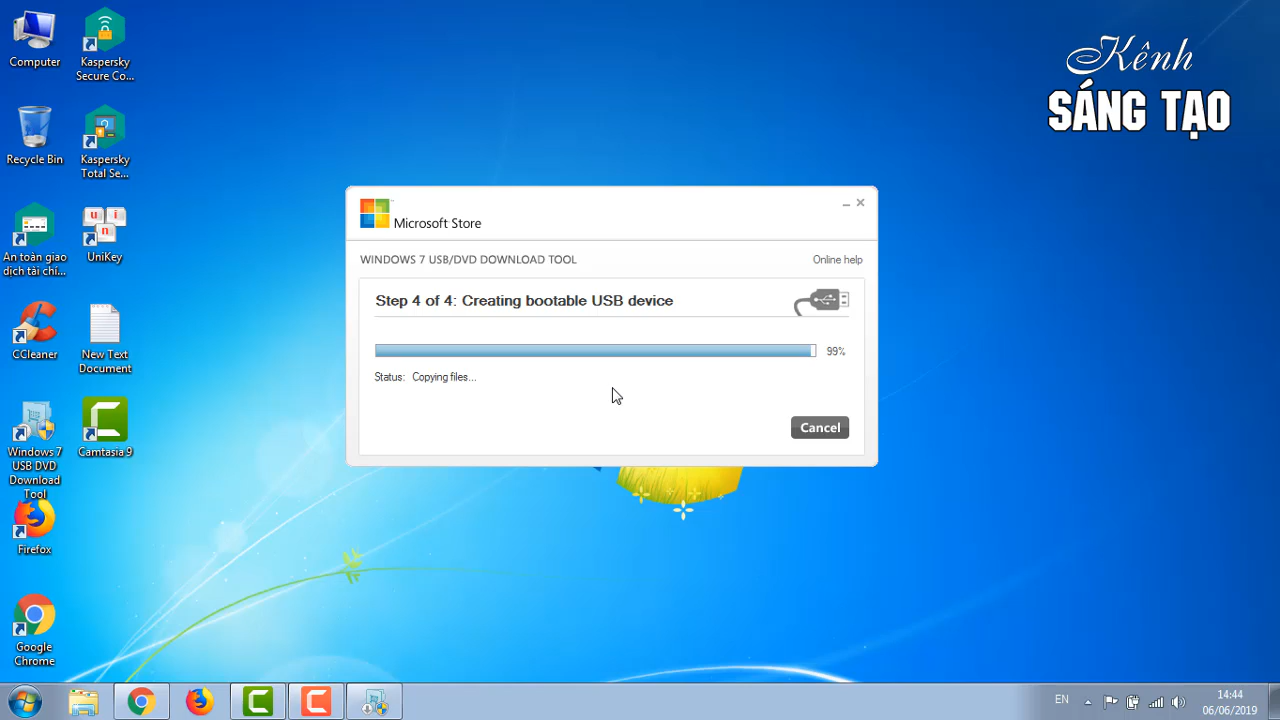 Computer
Kaspersky
Secure Co...
Recycle Bin
Kaspersky
Total Se...
An toàn giao
dịch tài chí...
u i
n
UniKey
CCleaner
New Text
Document
Windows 7
USB DVD
Download
Tool
Camtasia 9
Firefox
Google
Chrome
Kênh
SÁNG TẠO
Microsoft Store
WINDOWS 7 USB/DVD DOWNLOAD TOOL
Online help
Step 4 of 4: Creating bootable USB device
99%
Status: Copying files...
Cancel
EN
14:44
06/06/2019